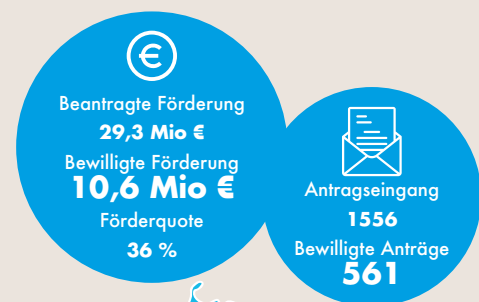 €
Beantragte Förderung
29,3 Mio €
Bewilligte Förderung
10,6 Mio €
Förderquote
36 %
Antragseingang
1556
Bewilligte Anträge
561